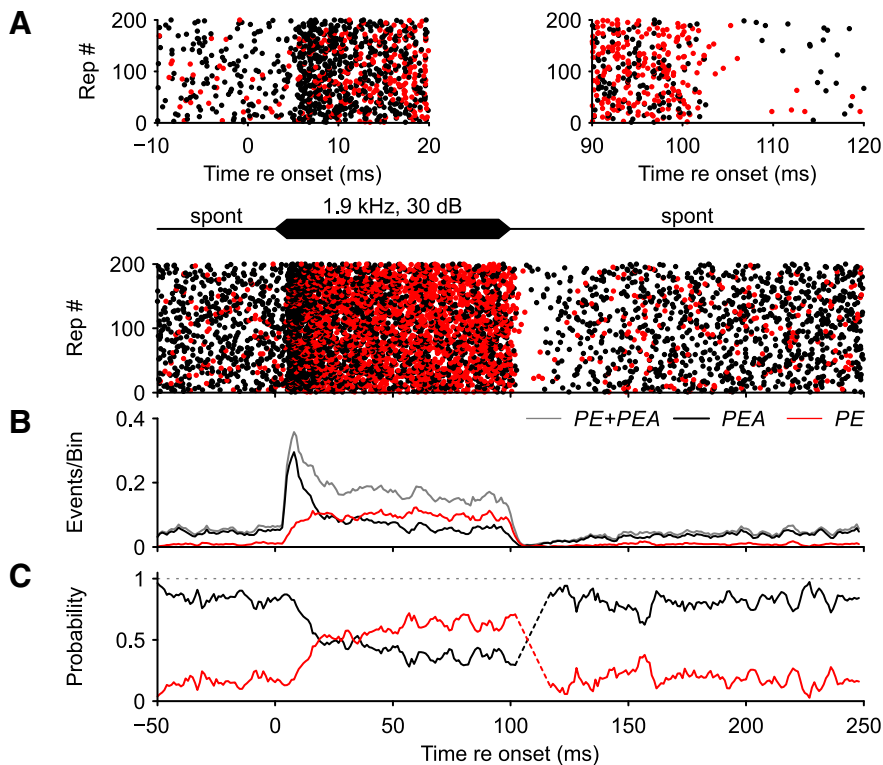 A
Rep #
200
100
0
−10 0 10 20
Time re onset (ms)
200
100
0
90 100 110 120
Time re onset (ms)
spont
1.9 kHz, 30 dB
spont
Rep #
200
100
0
B
PE+PEA PEA PE
Events/Bin
0.4
0.2
0
C
Probability
1
0.5
0
−50 0 50 100 150 200 250
Time re onset (ms)